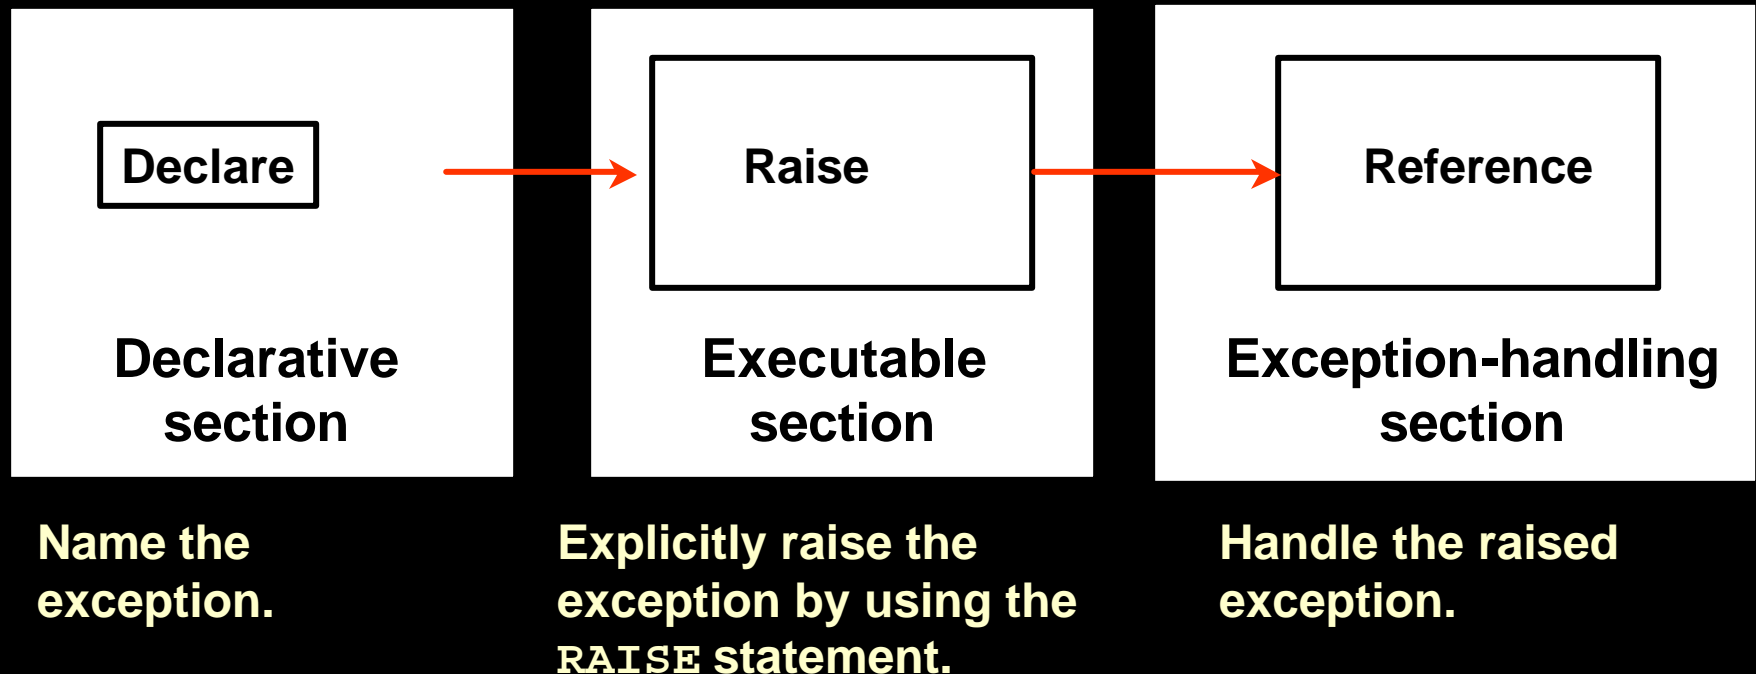 Declare
Raise
Reference
Declarative
section
Executable
section
Exception-handling
section
Name the
exception.
Explicitly raise the
exception by using the
RAISE statement.
Handle the raised
exception.